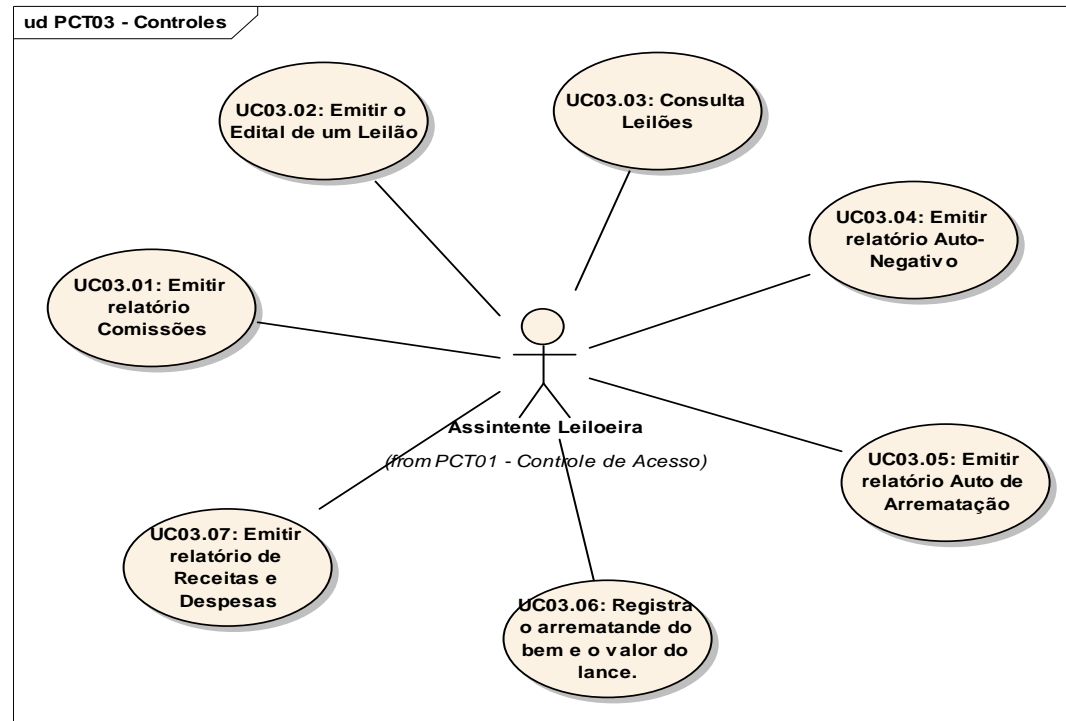 ud PCT03 - Controles
UC03.02: Emitir o
Edital de um Leilão
UC03.03: Consulta
Leilões
UC03.04: Emitir
relatório Auto-
Negativo
UC03.01: Emitir
relatório
Comissões
Assintente Leiloeira
(from PCT01 - Controle de Acesso)
UC03.05: Emitir
relatório Auto de
Arrematação
UC03.07: Emitir
relatório de
Receitas e
Despesas
UC03.06: Registra
o arrematande do
bem e o valor do
lance.